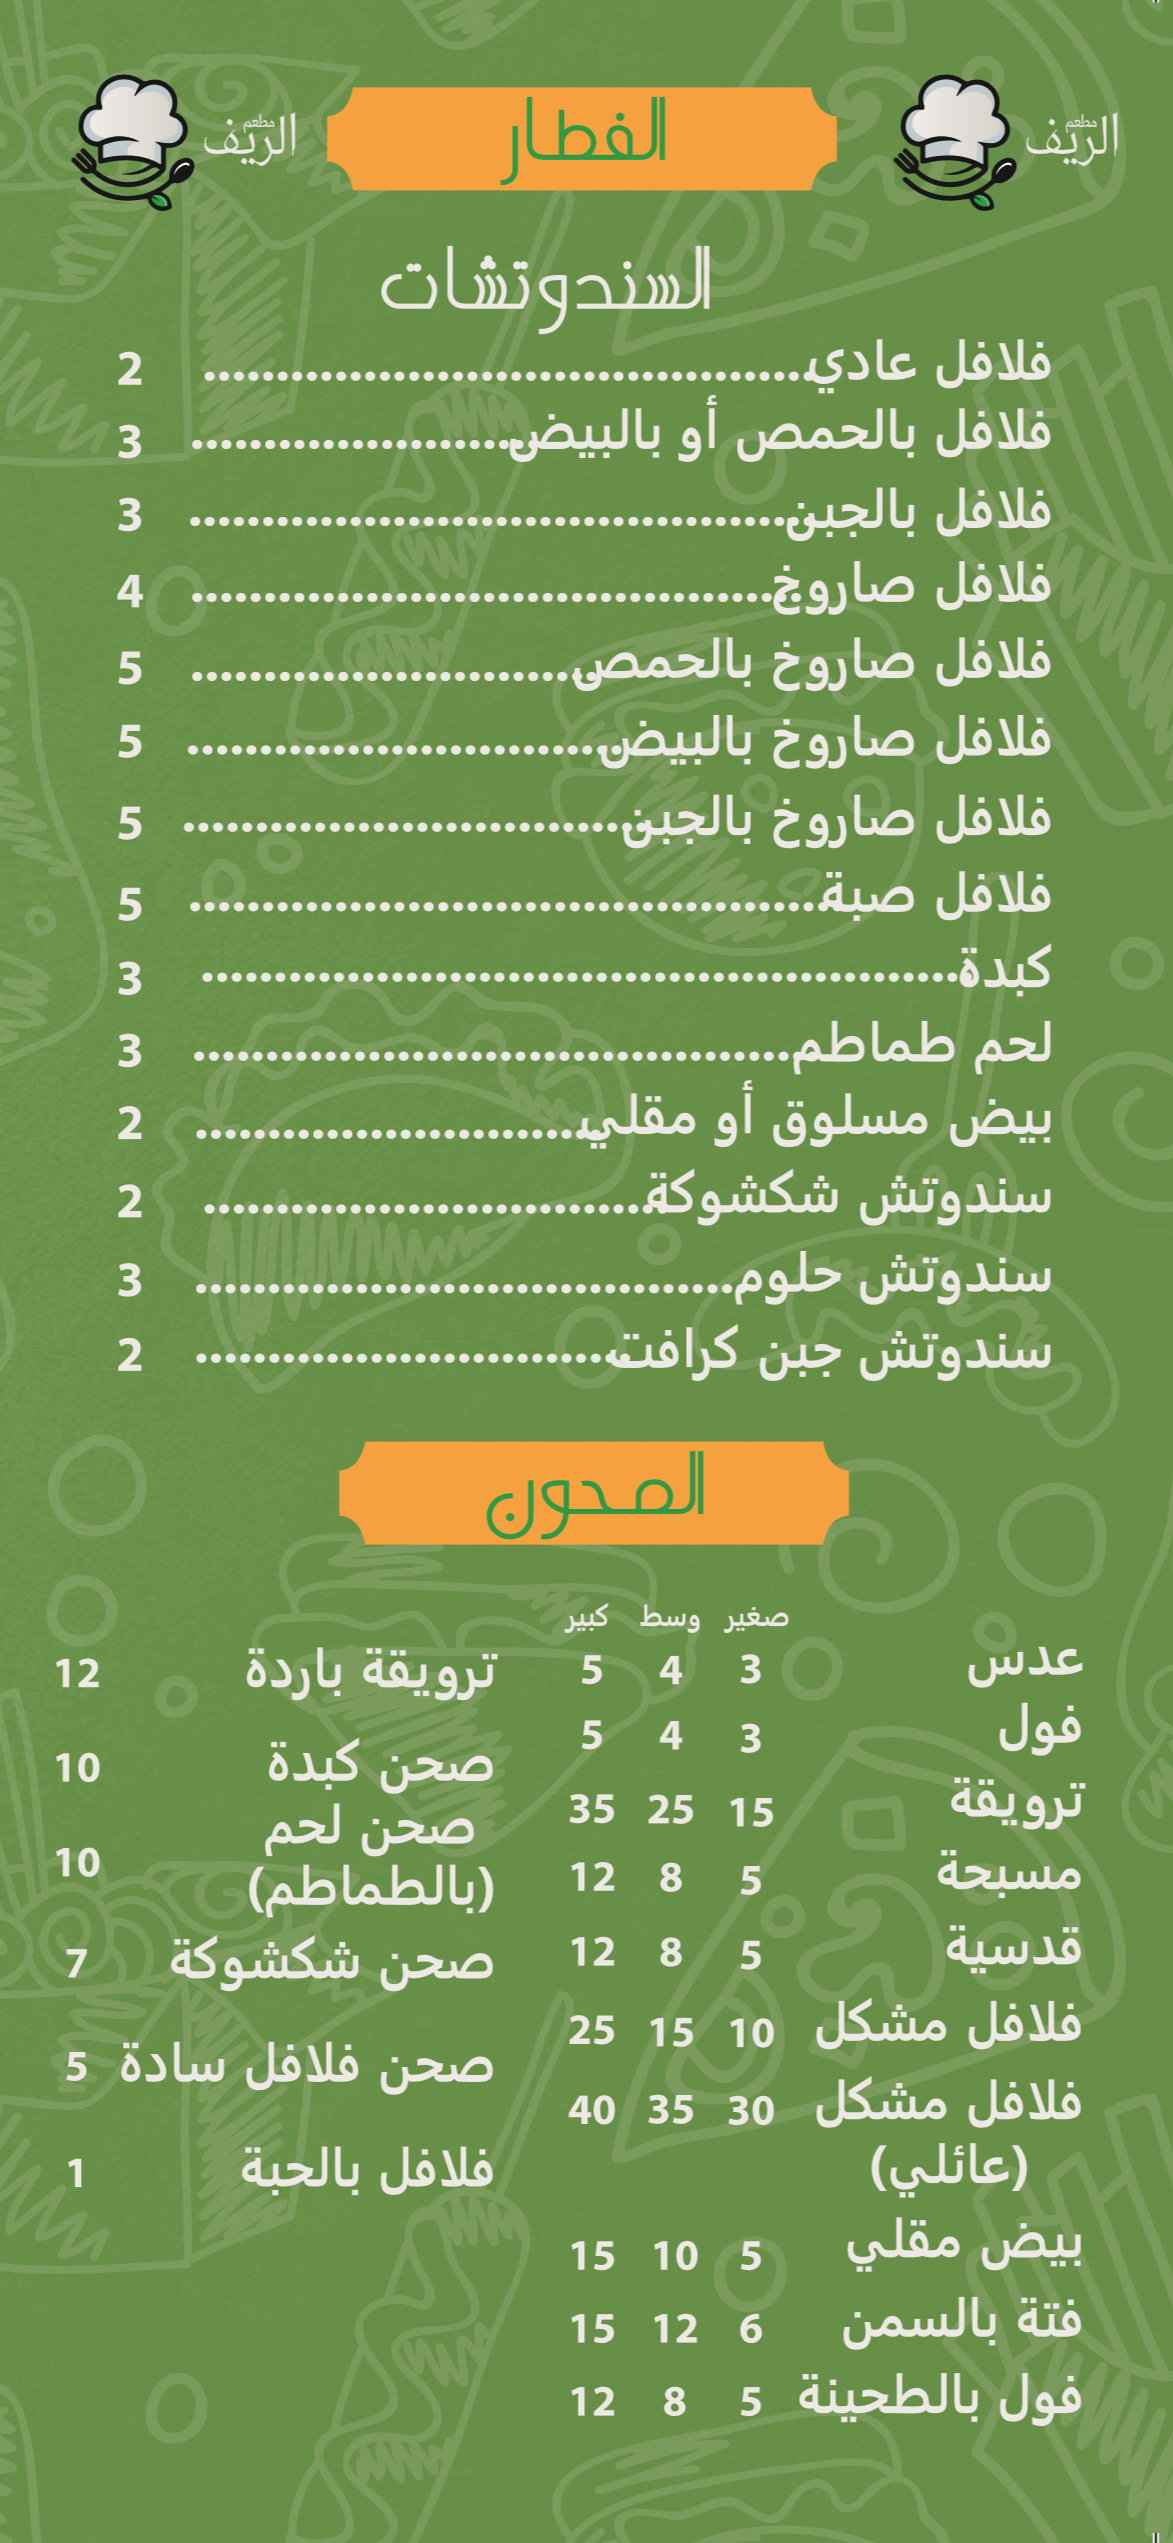 مطعم الريف
الفطار
مطعم الريف
السندوتشات
فلافل عادي........................................... 2
فلافل بالحمص أو بالبيض........................ 3
فلافل بالجبن........................................... 3
فلافل صاروخ.......................................... 4
فلافل صاروخ بالحمص............................ 5
فلافل صاروخ بالبيض.............................. 5
فلافل صاروخ بالجبن................................ 5
فلافل صبة............................................. 5
كبدة.................................................... 3
لحم طماطم........................................... 3
بيض مسلوق أو مقلي............................ 2
سندوتش شكشوكة................................ 2
سندوتش حلوم..................................... 3
سندوتش جبن كرافت.............................. 2
المدون
صغير وسط كبير
عدس 3 4 5
فول 3 4 5
ترويقة 15 25 35
مسبحة 5 8 12
قدسية 5 8 12
فلافل مشكل 10 15 25
فلافل مشكل 30 35 40
(عائلي)
بيض مقلي 5 10 15
فتة بالسمن 6 12 15
فول بالطحينة 5 8 12
ترويقة باردة 12
صحن كبدة 10
صحن لحم
(بالطماطم) 10
صحن شكشوكة 7
صحن فلافل سادة 5
فلافل بالحبة 1